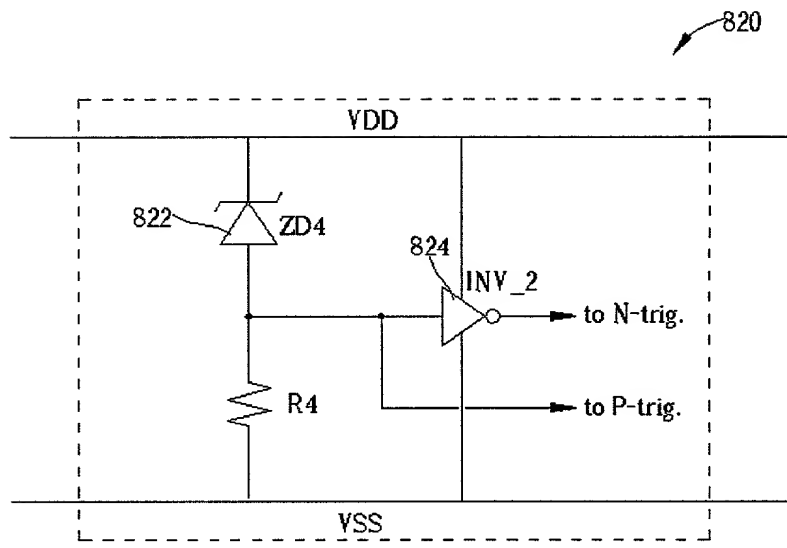 820
VDD
822
ZD4
824
INV_2
to N-trig.
R4
to P-trig.
VSS